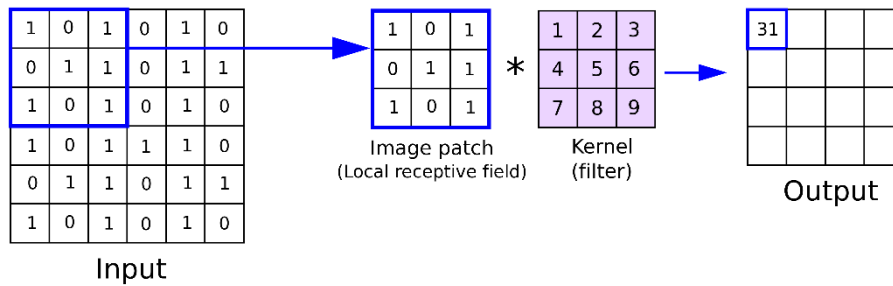 1 0 1 0 1 0
0 1 1 0 1 1
1 0 1 0 1 0
1 0 1 1 1 0
0 1 1 0 1 1
1 0 1 0 1 0
Input
1 0 1
0 1 1
1 0 1
Image patch
(Local receptive field)
*
1 2 3
4 5 6
7 8 9
Kernel
(filter)
31
Output